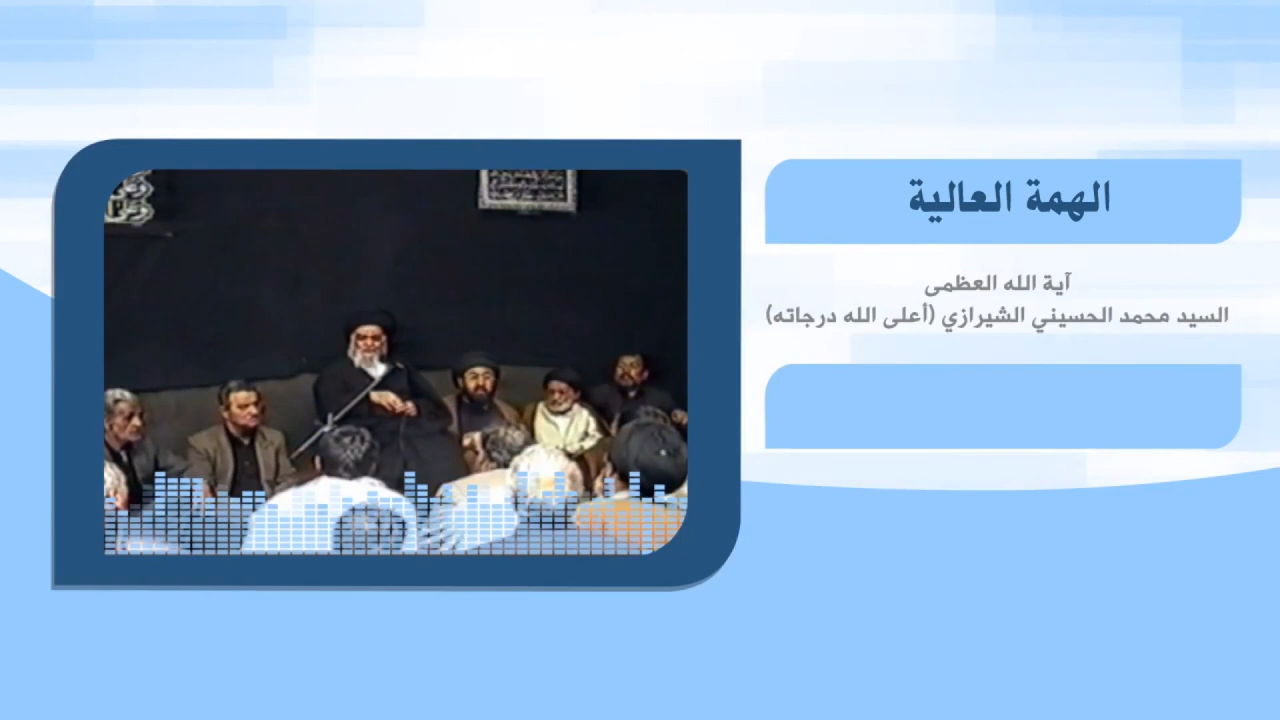 الهمة العالية
آية الله العظمى
السيد محمد الحسيني الشيرازي (أعلى الله درجاته)